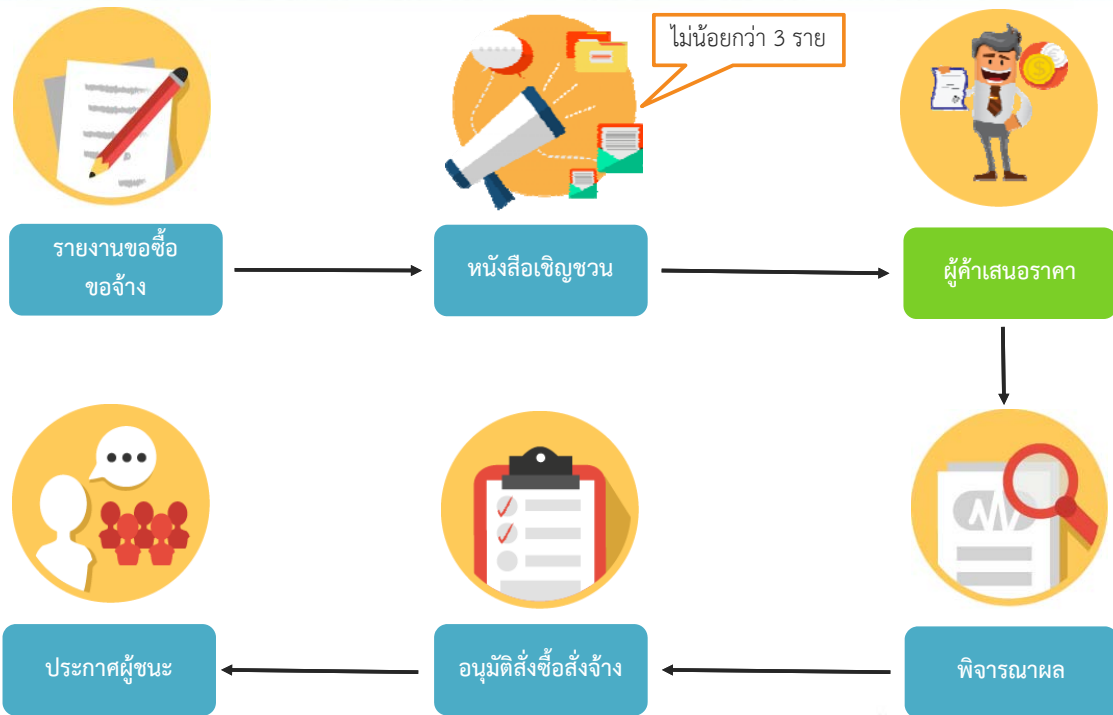 ไม่น้อยกว่า 3 ราย
รายงานขอซื้อ
ขอจ้าง
หนังสือเชิญชวน
ผู้ค้าเสนอราคา
พิจารณาผล
อนุมัติสั่งซื้อสั่งจ้าง
ประกาศผู้ชนะ